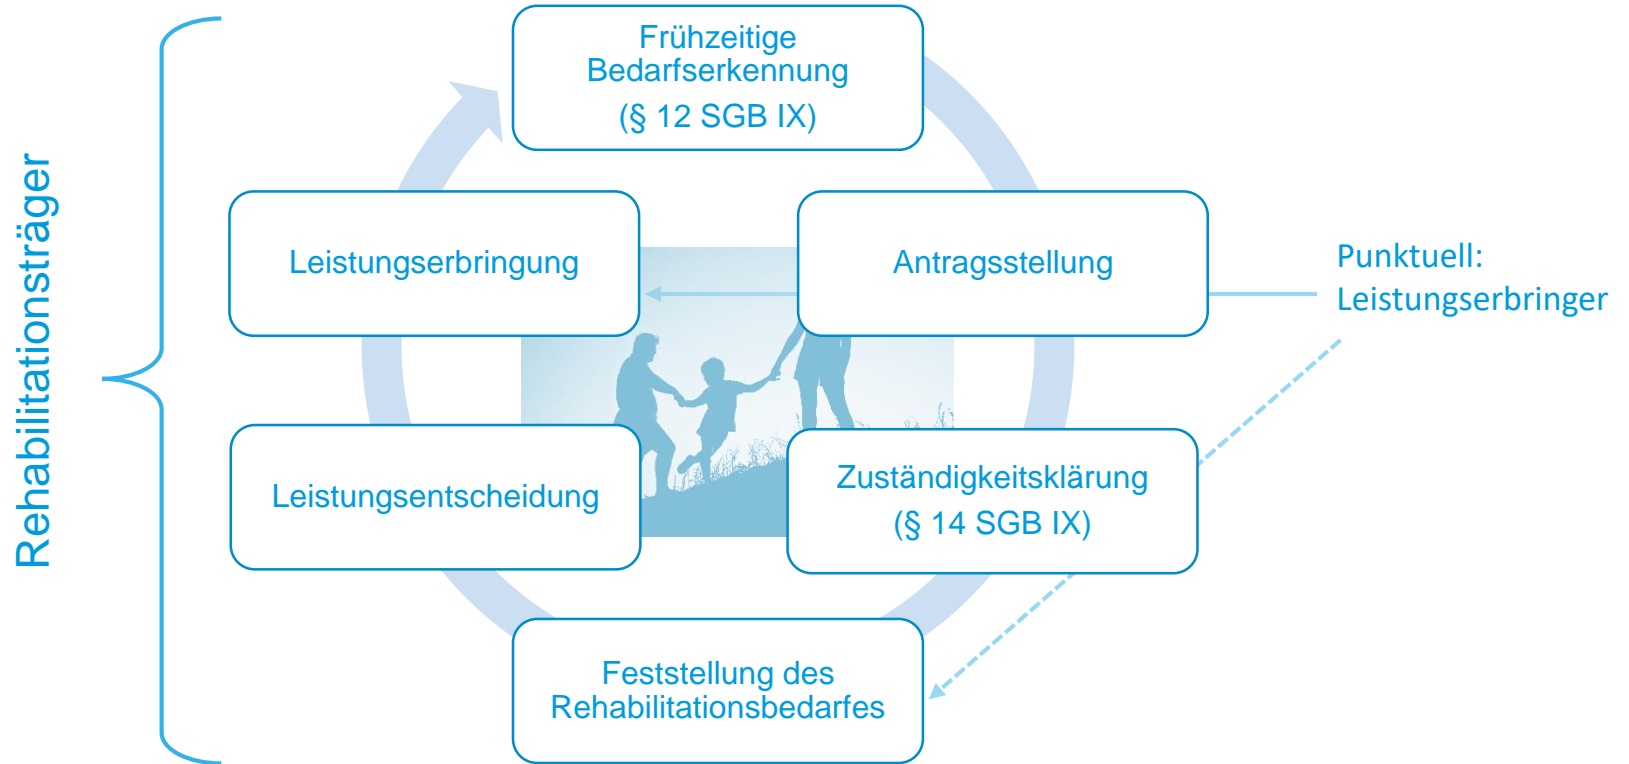 Rehabilitationsträger
Frühzeitige
Bedarfserkennung
(§ 12 SGB IX)
Leistungserbringung
Antragsstellung
Punktuell:
Leistungserbringer
Leistungsentscheidung
Zuständigkeitsklärung
(§ 14 SGB IX)
Feststellung des
Rehabilitationsbedarfes